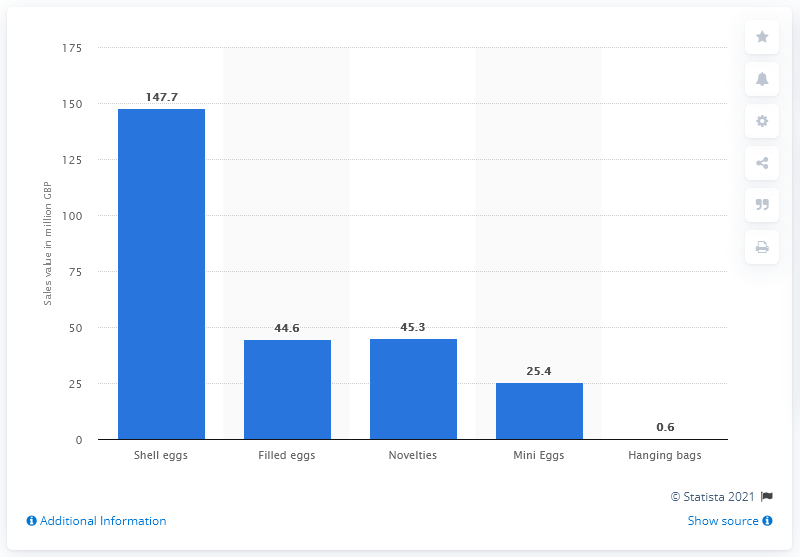 175
150
125
100
75
50
25
0
Sales value in million GBP
147.7
44.6
45.3
25.4
0.6
Shell eggs
Filled eggs
Novelties
Mini Eggs
Hanging bags
© Statista 2021
Additional Information
Show source